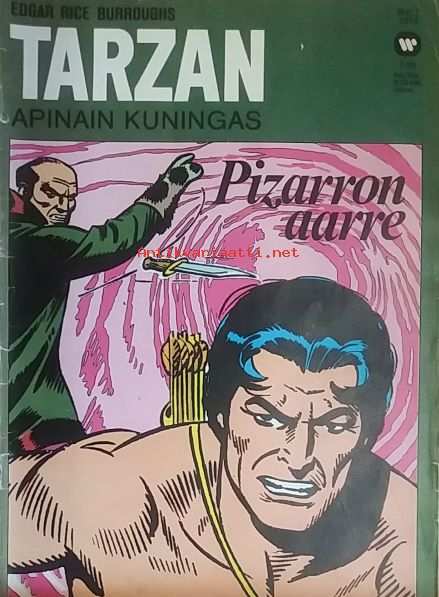 EDGAR RICE BURROUGHS
TARZAN
APINAIN KUNINGAS
Pizarron
aarre
Antikvariaatti.net